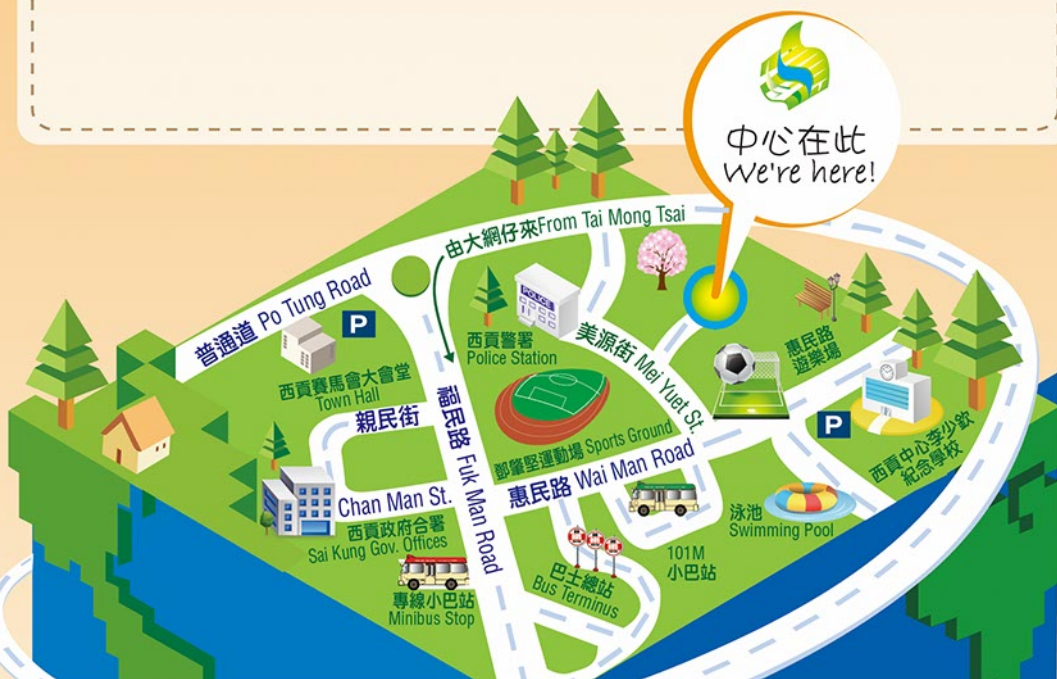 中心在此
We're here!
由大網仔來From Tai Mong Tsai
普通道 Po Tung Road
P
POLICE
西貢警署
Police Station
美源街 Mei Yuet St.
惠民路
遊樂場
西貢賽馬會大會堂
Town Hall
親民街
福民路 Fuk Man Road
鄧肇堅運動場 Sports Ground
P
西貢中心李少欽
紀念學校
Chan Man St.
惠民路 Wai Man Road
西貢政府合署
Sai Kung Gov. Offices
泳池
Swimming Pool
101M
小巴站
專線小巴站
Minibus Stop
巴士總站
Bus Terminus